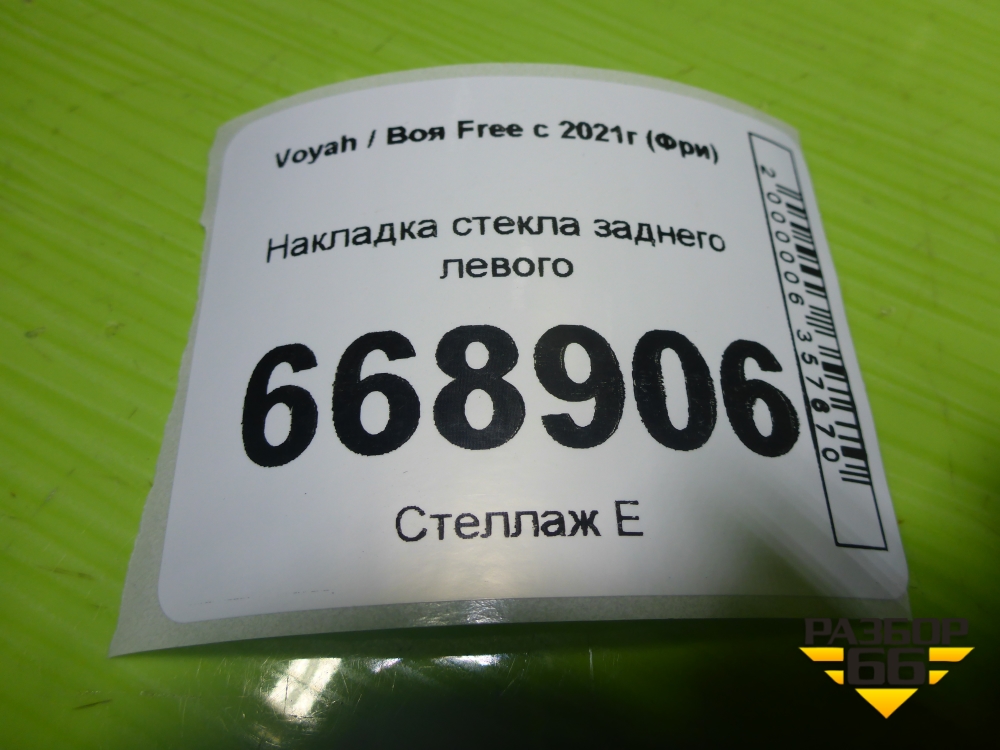 Voyah / Воя Free с 2021г (Фри)
Накладка стекла заднего
левого
668906
Стеллаж Е
2000006357870
РАЗБОР
66